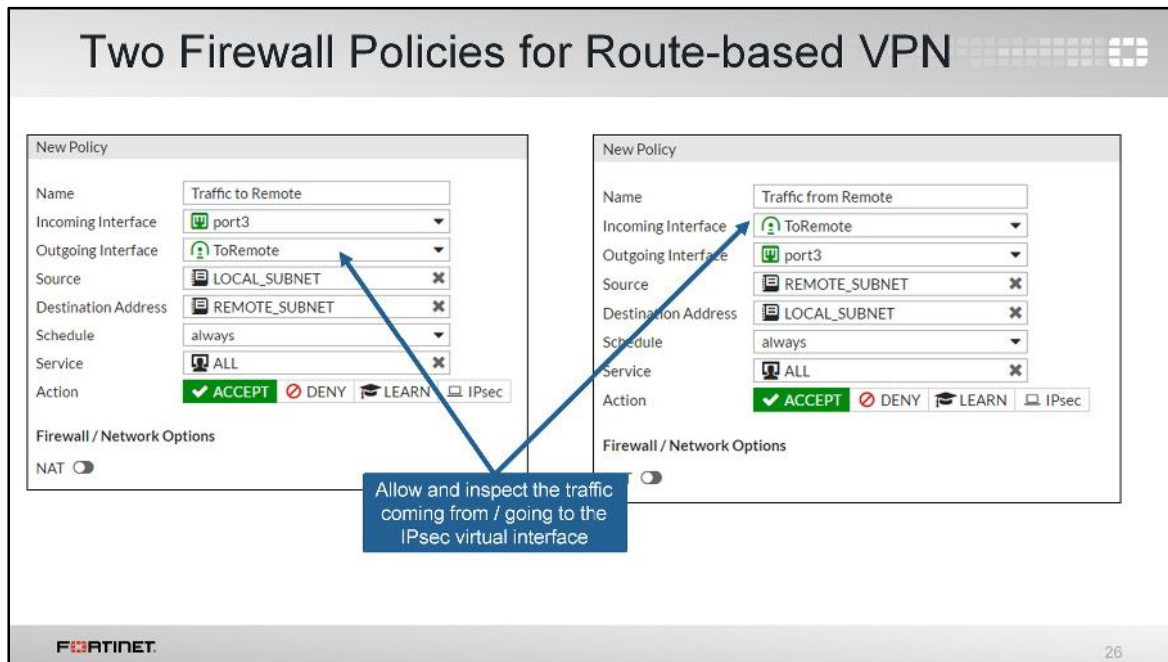 Two Firewall Policies for Route-based VPN
New Policy
Name Traffic to Remote
Incoming Interface port3
Outgoing Interface ToRemote
Source LOCAL_SUBNET
Destination Address REMOTE_SUBNET
Schedule always
Service ALL
Action ACCEPT DENY LEARN IPsec
Firewall / Network Options
NAT
New Policy
Name Traffic from Remote
Incoming Interface ToRemote
Outgoing Interface port3
Source REMOTE_SUBNET
Destination Address LOCAL_SUBNET
Schedule always
Service ALL
Action ACCEPT DENY LEARN IPsec
Firewall / Network Options
Allow and inspect the traffic
coming from / going to the
IPsec virtual interface
FORTINET.
26